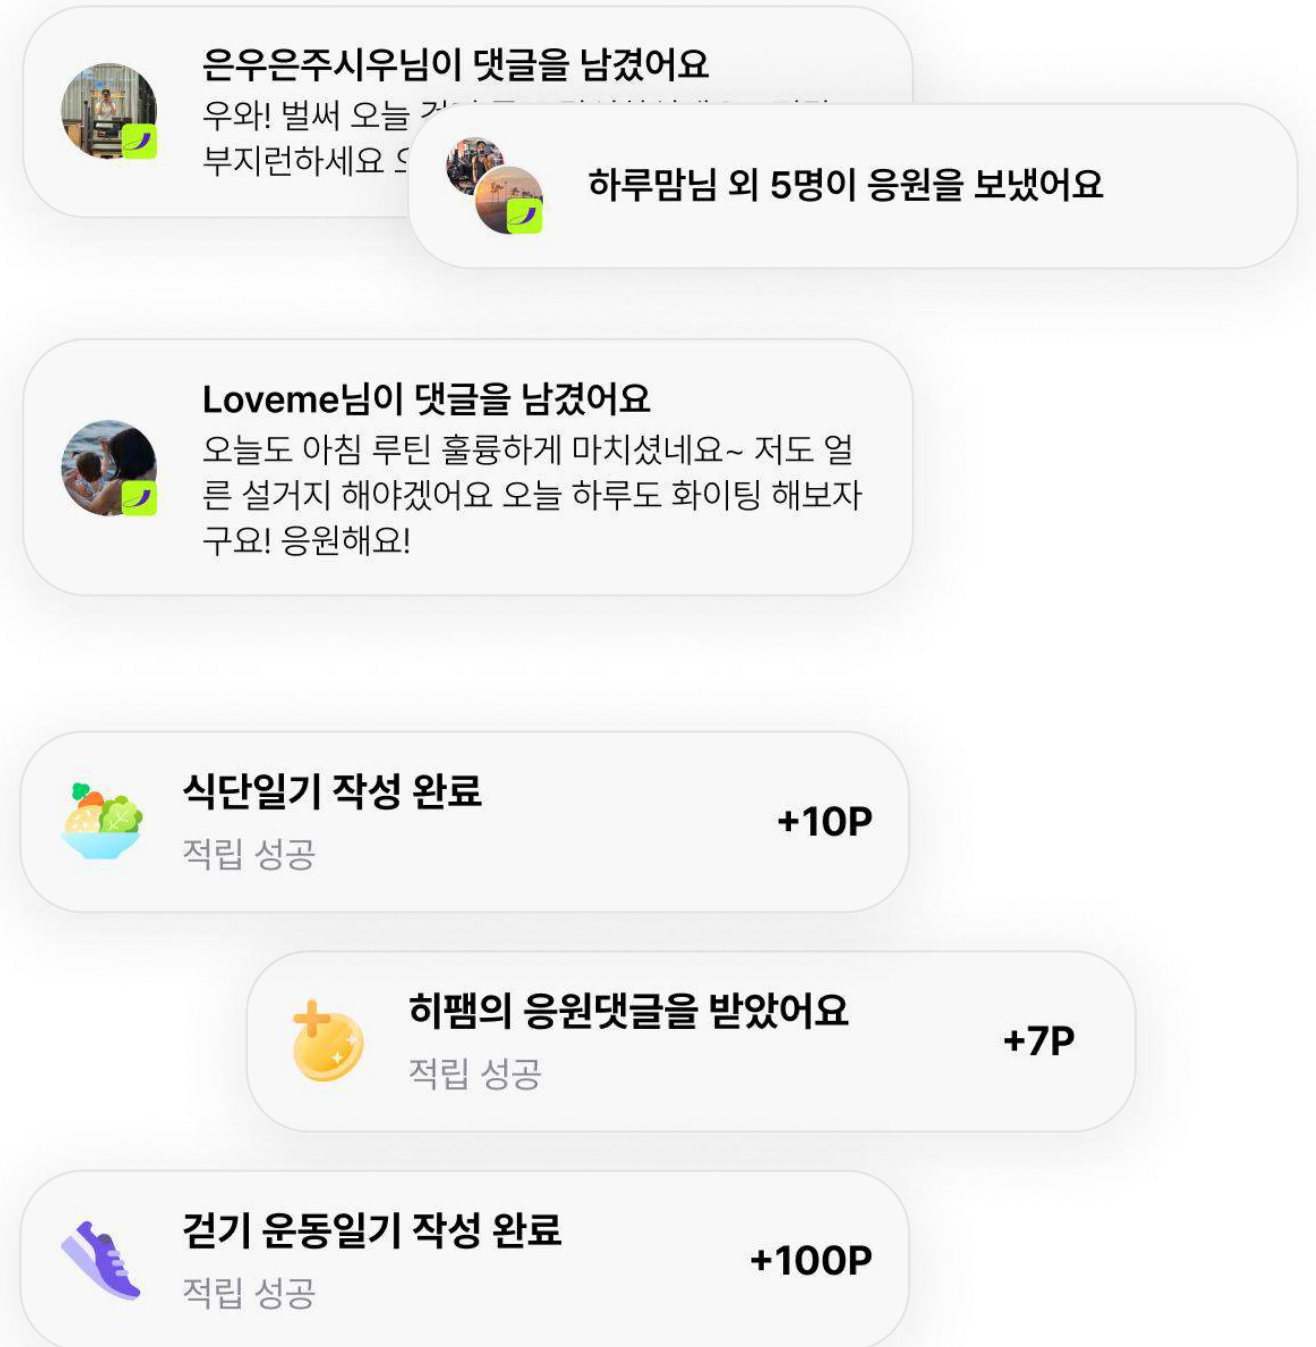 은우은주시우님이 댓글을 남겼어요
우와! 벌써 오늘
부지런하세요
하루맘님 외 5명이 응원을 보냈어요
Loveme님이 댓글을 남겼어요
오늘도 아침 루틴 훌륭하게 마치셨네요~ 저도 얼
른 설거지 해야겠어요 오늘 하루도 화이팅 해보자
구요! 응원해요!
식단일기 작성 완료
+10P
적립 성공
히팸의 응원댓글을 받았어요
+7P
적립 성공
걷기 운동일기 작성 완료
+100P
적립 성공